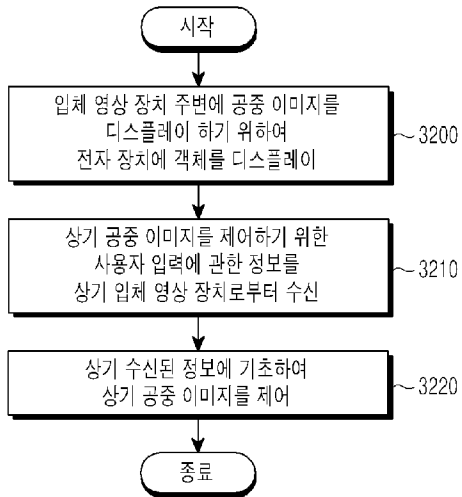 시작
입체 영상 장치 주변에 공중 이미지를
디스플레이 하기 위하여
전자 장치에 객체를 디스플레이
3200
상기 공중 이미지를 제어하기 위한
사용자 입력에 관한 정보를
상기 입체 영상 장치로부터 수신
3210
상기 수신된 정보에 기초하여
상기 공중 이미지를 제어
3220
종료